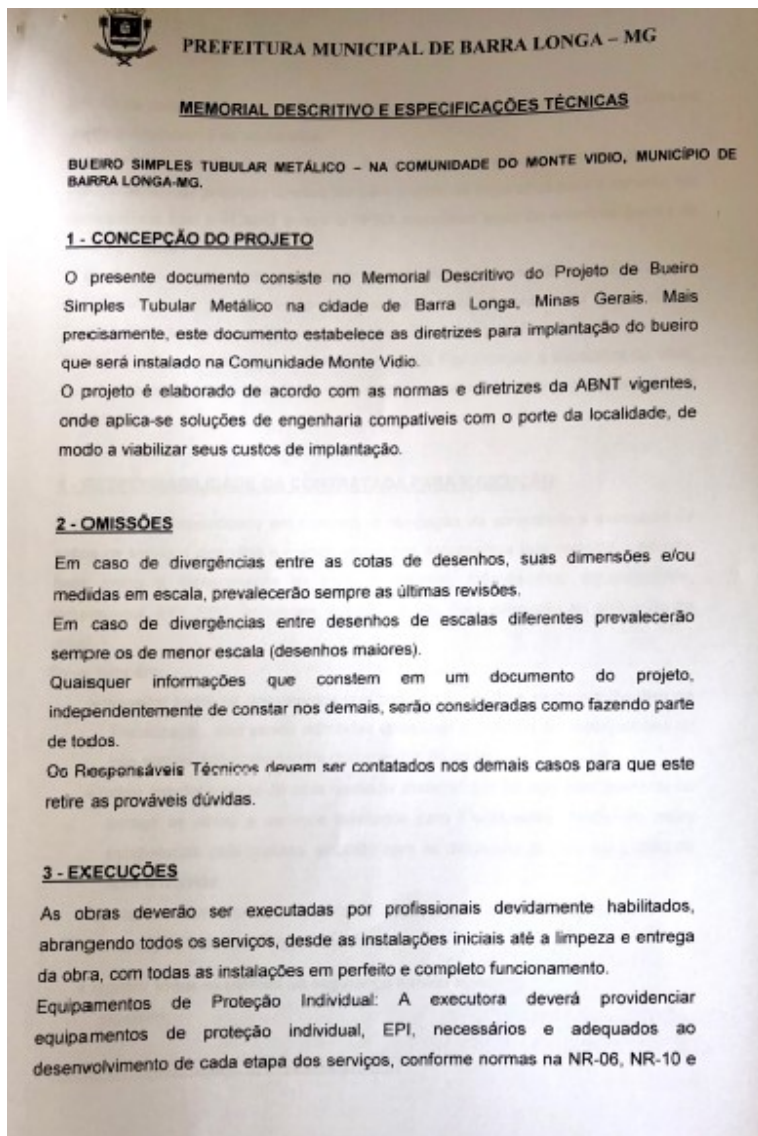 PREFEITURA MUNICIPAL DE BARRA LONGA – MG
MEMORIAL DESCRITIVO E ESPECIFICAÇÕES TÉCNICAS
BUEIRO SIMPLES TUBULAR METÁLICO – NA COMUNIDADE DO MONTE VIDIO, MUNICÍPIO DE
BARRA LONGA-MG.
1 - CONCEPÇÃO DO PROJETO
O presente documento consiste no Memorial Descritivo do Projeto de Bueiro
Simples Tubular Metálico na cidade de Barra Longa, Minas Gerais. Mais
precisamente, este documento estabelece as diretrizes para implantação do bueiro
que será instalado na Comunidade Monte Vidio.
O projeto é elaborado de acordo com as normas e diretrizes da ABNT vigentes,
onde aplica-se soluções de engenharia compatíveis com o porte da localidade, de
modo a viabilizar seus custos de implantação.
2 - OMISSÕES
Em caso de divergências entre as cotas de desenhos, suas dimensões e/ou
medidas em escala, prevalecerão sempre as últimas revisões.
Em caso de divergências entre desenhos de escalas diferentes prevalecerão
sempre os de menor escala (desenhos maiores).
Quaisquer informações que constem em um documento do projeto,
independentemente de constar nos demais, serão consideradas como fazendo parte
de todos.
Os Responsáveis Técnicos devem ser contatados nos demais casos para que este
retire as prováveis dúvidas.
3 - EXECUÇÕES
As obras deverão ser executadas por profissionais devidamente habilitados,
abrangendo todos os serviços, desde as instalações iniciais até a limpeza e entrega
da obra, com todas as instalações em perfeito e completo funcionamento.
Equipamentos de Proteção Individual: A executora deverá providenciar
equipamentos de proteção individual, EPI, necessários e adequados ao
desenvolvimento de cada etapa dos serviços, conforme normas na NR-06, NR-10 e